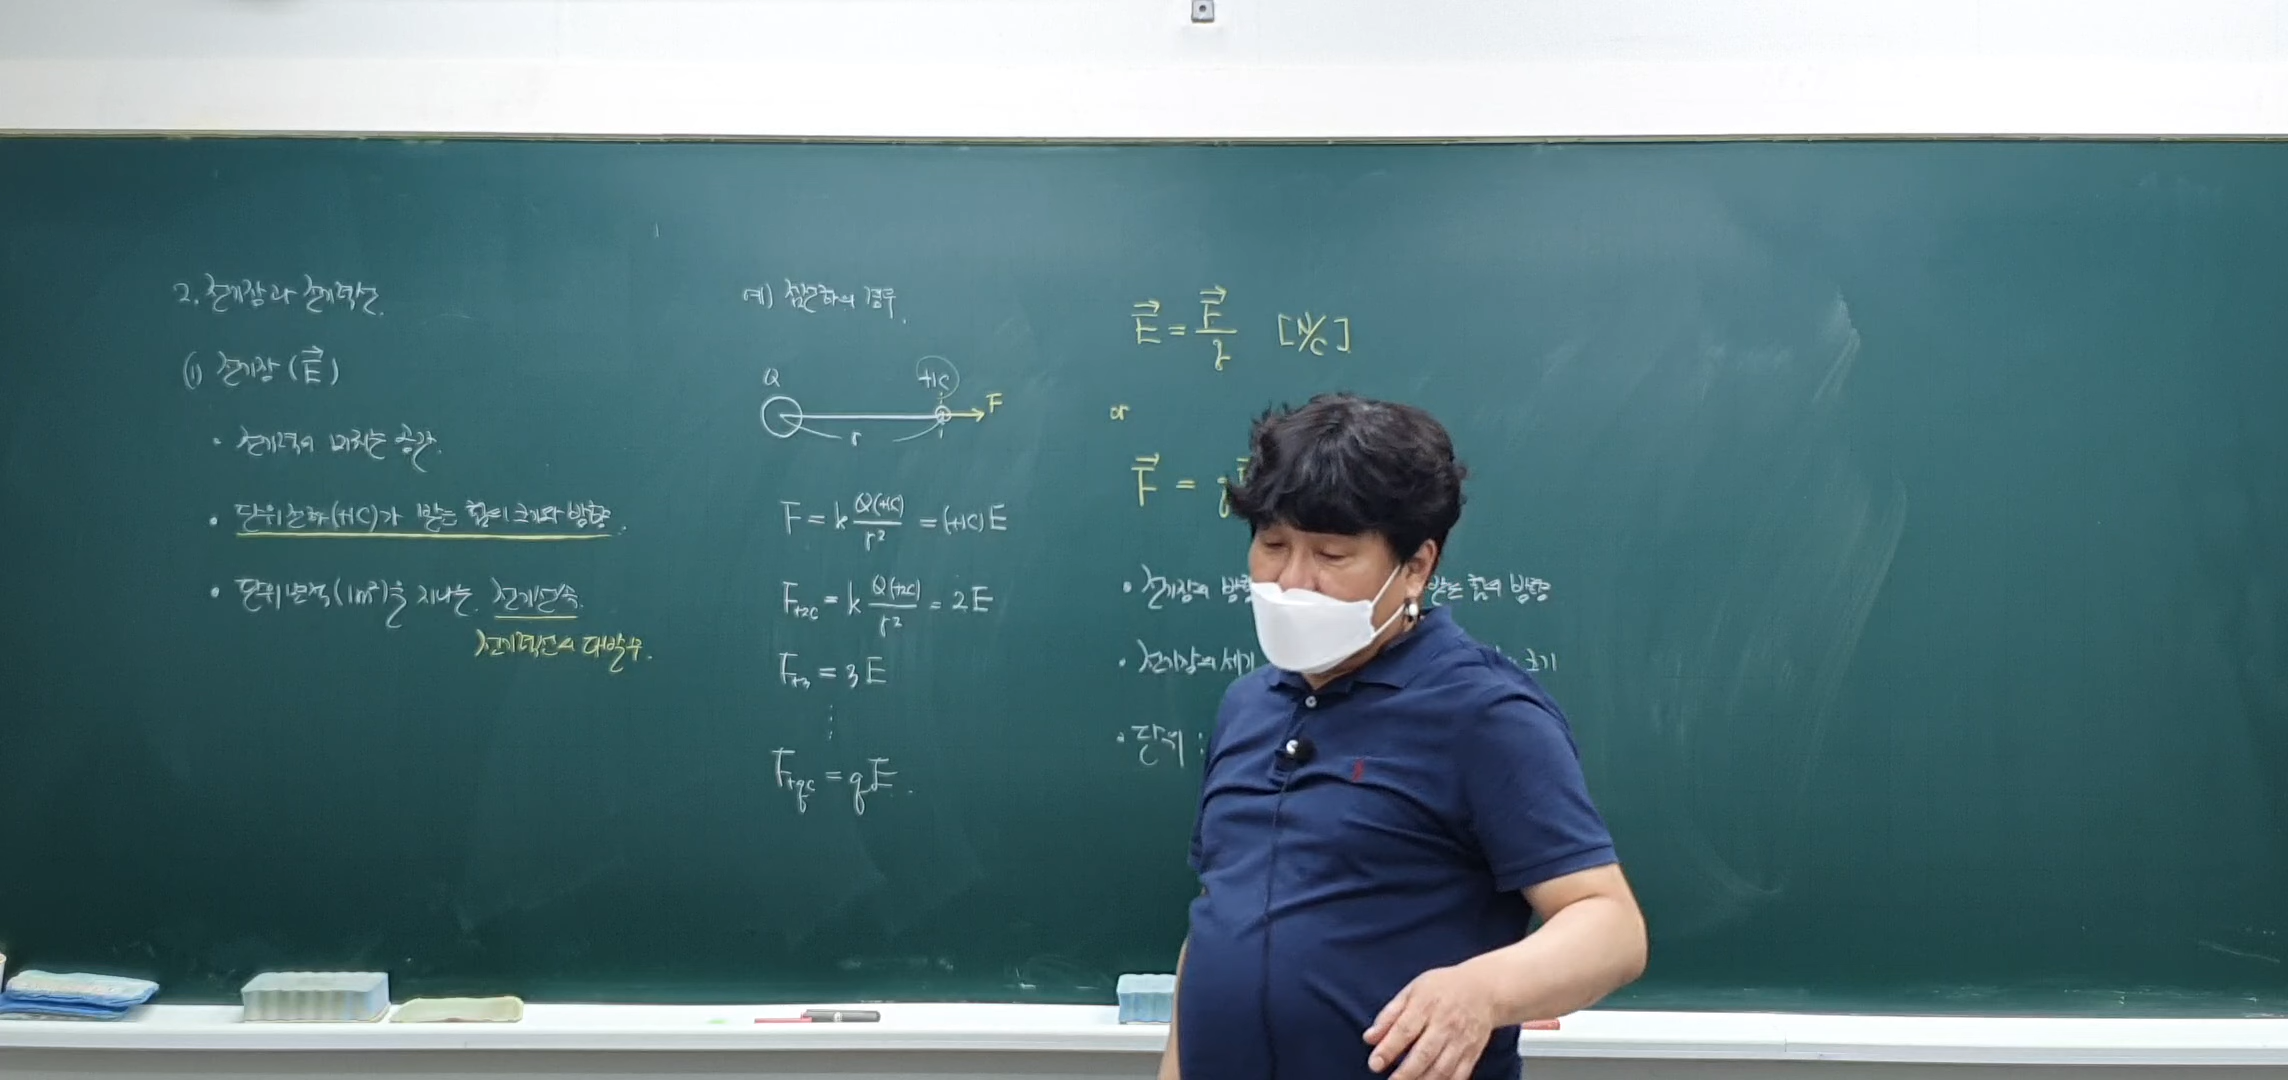 2. 전기장과 전기력선.
(1) 전기장 (E⃗)
· 전기력이 미치는 공간.
· 단위전하(+1C)가 받는 힘의 크기와 방향.
· 단위면적(1m²)을 지나는 전기선속.
전기력선의 대박수.
예) 점전하의 경우.
Q +1C
F
r
F = k Q(+1C)/r² = (+1C)E
F+2C = k Q(+2C)/r² = 2E
F+3 = 3E
⋮
F+qC = qE.
E⃗ = F⃗/q [N/C]
or
F⃗ = q
· 전기장의 방향 받는 힘의 방향
· 전기장의 세기 크기
· 단위 :